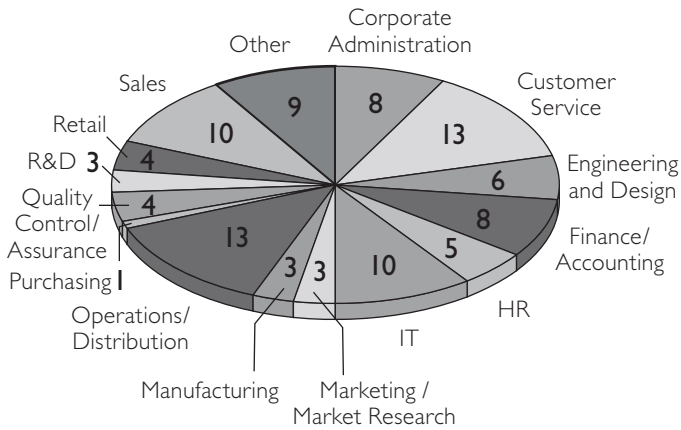 Corporate
Administration
8
Customer
Service
13
Engineering
and Design
6
Finance/
Accounting
8
HR
5
IT
10
Marketing /
Market Research
3
Manufacturing
3
Operations/
Distribution
13
Purchasing 1
Quality
Control/
Assurance
4
R&D 3
Retail
4
Sales
10
Other
9